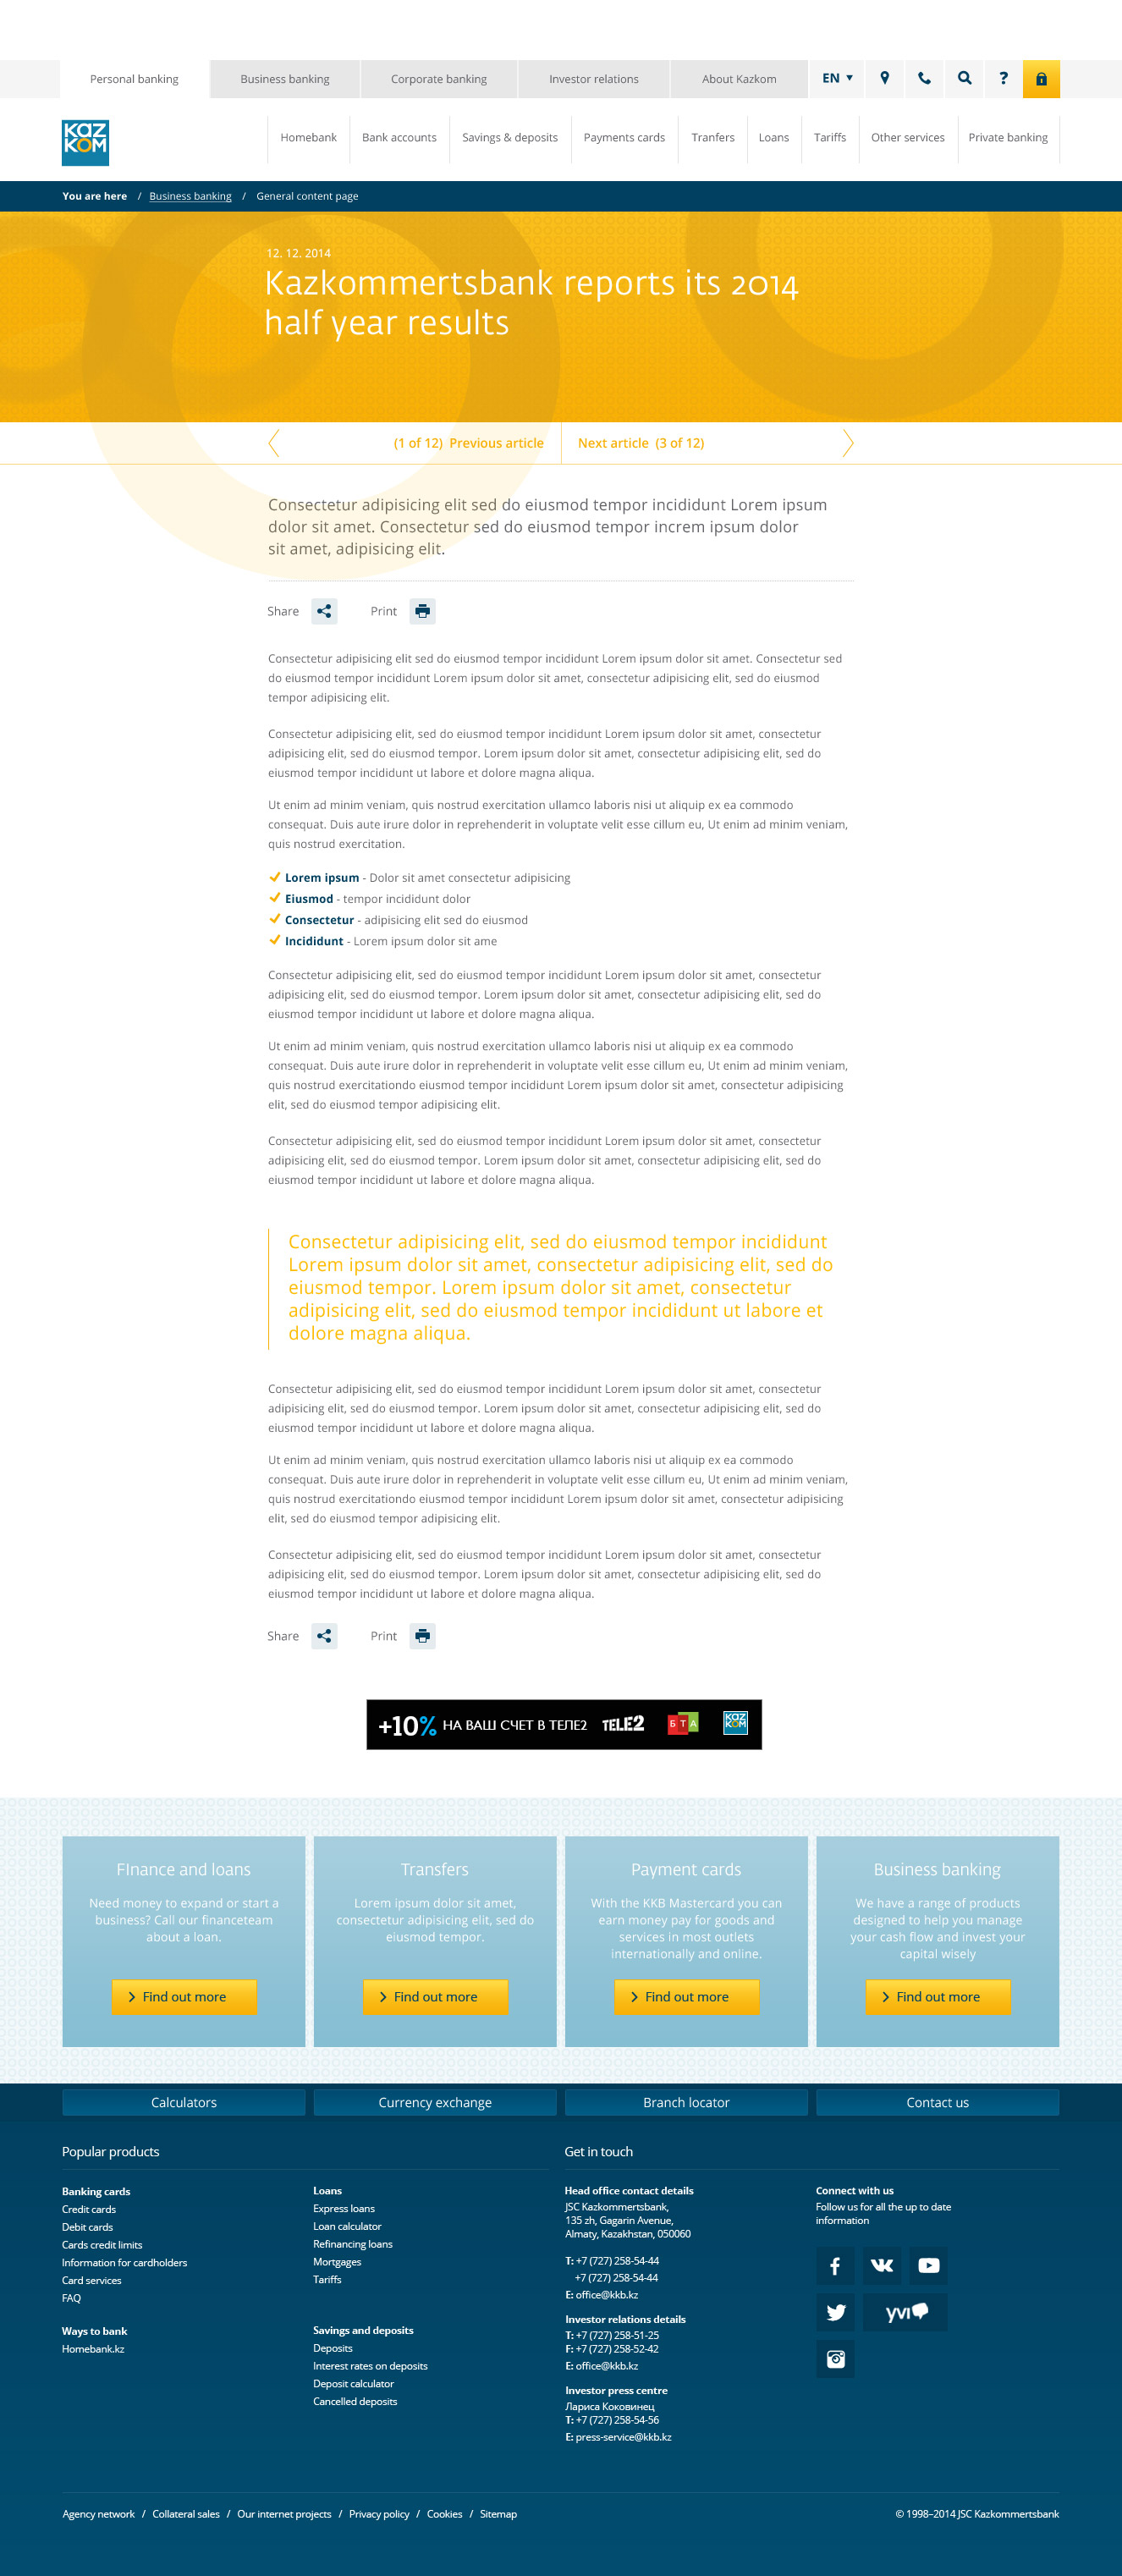 Personal banking
Business banking
Corporate banking
Investor relations
About Kazkom
EN
?
KAZ
KOM
Homebank
Bank accounts
Savings & deposits
Payments cards
Tranfers
Loans
Tariffs
Other services
Private banking
You are here / Business banking / General content page
12. 12. 2014
Kazkommertsbank reports its 2014
half year results
(1 of 12) Previous article
Next article (3 of 12)
Consectetur adipisicing elit sed do eiusmod tempor incididunt Lorem ipsum
dolor sit amet. Consectetur sed do eiusmod tempor increm ipsum dolor
sit amet, adipisicing elit.
Share
Print
Consectetur adipisicing elit sed do eiusmod tempor incididunt Lorem ipsum dolor sit amet. Consectetur sed
do eiusmod tempor incididunt Lorem ipsum dolor sit amet, consectetur adipisicing elit, sed do eiusmod
tempor adipisicing elit.
Consectetur adipisicing elit, sed do eiusmod tempor incididunt Lorem ipsum dolor sit amet, consectetur
adipisicing elit, sed do eiusmod tempor. Lorem ipsum dolor sit amet, consectetur adipisicing elit, sed do
eiusmod tempor incididunt ut labore et dolore magna aliqua.
Ut enim ad minim veniam, quis nostrud exercitation ullamco laboris nisi ut aliquip ex ea commodo
consequat. Duis aute irure dolor in reprehenderit in voluptate velit esse cillum eu, Ut enim ad minim veniam,
quis nostrud exercitation.
Lorem ipsum - Dolor sit amet consectetur adipisicing
Eiusmod - tempor incididunt dolor
Consectetur - adipisicing elit sed do eiusmod
Incididunt - Lorem ipsum dolor sit ame
Consectetur adipisicing elit, sed do eiusmod tempor incididunt Lorem ipsum dolor sit amet, consectetur
adipisicing elit, sed do eiusmod tempor. Lorem ipsum dolor sit amet, consectetur adipisicing elit, sed do
eiusmod tempor incididunt ut labore et dolore magna aliqua.
Ut enim ad minim veniam, quis nostrud exercitation ullamco laboris nisi ut aliquip ex ea commodo
consequat. Duis aute irure dolor in reprehenderit in voluptate velit esse cillum eu, Ut enim ad minim veniam,
quis nostrud exercitationdo eiusmod tempor incididunt Lorem ipsum dolor sit amet, consectetur adipisicing
elit, sed do eiusmod tempor adipisicing elit.
Consectetur adipisicing elit, sed do eiusmod tempor incididunt Lorem ipsum dolor sit amet, consectetur
adipisicing elit, sed do eiusmod tempor. Lorem ipsum dolor sit amet, consectetur adipisicing elit, sed do
eiusmod tempor incididunt ut labore et dolore magna aliqua.
Consectetur adipisicing elit, sed do eiusmod tempor incididunt
Lorem ipsum dolor sit amet, consectetur adipisicing elit, sed do
eiusmod tempor. Lorem ipsum dolor sit amet, consectetur
adipisicing elit, sed do eiusmod tempor incididunt ut labore et
dolore magna aliqua.
Consectetur adipisicing elit, sed do eiusmod tempor incididunt Lorem ipsum dolor sit amet, consectetur
adipisicing elit, sed do eiusmod tempor. Lorem ipsum dolor sit amet, consectetur adipisicing elit, sed do
eiusmod tempor incididunt ut labore et dolore magna aliqua.
Ut enim ad minim veniam, quis nostrud exercitation ullamco laboris nisi ut aliquip ex ea commodo
consequat. Duis aute irure dolor in reprehenderit in voluptate velit esse cillum eu, Ut enim ad minim veniam,
quis nostrud exercitationdo eiusmod tempor incididunt Lorem ipsum dolor sit amet, consectetur adipisicing
elit, sed do eiusmod tempor adipisicing elit.
Consectetur adipisicing elit, sed do eiusmod tempor incididunt Lorem ipsum dolor sit amet, consectetur
adipisicing elit, sed do eiusmod tempor. Lorem ipsum dolor sit amet, consectetur adipisicing elit, sed do
eiusmod tempor incididunt ut labore et dolore magna aliqua.
Share
Print
+10% НА ВАШ СЧЕТ В ТЕЛЕ2 TELE2 БТА KAZ
KOM
FInance and loans
Need money to expand or start a
business? Call our financeteam
about a loan.
Find out more
Transfers
Lorem ipsum dolor sit amet,
consectetur adipisicing elit, sed do
eiusmod tempor.
Find out more
Payment cards
With the KKB Mastercard you can
earn money pay for goods and
services in most outlets
internationally and online.
Find out more
Business banking
We have a range of products
designed to help you manage
your cash flow and invest your
capital wisely
Find out more
Calculators
Currency exchange
Branch locator
Contact us
Popular products
Banking cards
Credit cards
Debit cards
Cards credit limits
Information for cardholders
Card services
FAQ
Ways to bank
Homebank.kz
Loans
Express loans
Loan calculator
Refinancing loans
Mortgages
Tariffs
Savings and deposits
Deposits
Interest rates on deposits
Deposit calculator
Cancelled deposits
Get in touch
Head office contact details
JSC Kazkommertsbank,
135 zh, Gagarin Avenue,
Almaty, Kazakhstan, 050060
T: +7 (727) 258-54-44
+7 (727) 258-54-44
E: office@kkb.kz
Investor relations details
T: +7 (727) 258-51-25
F: +7 (727) 258-52-42
E: office@kkb.kz
Investor press centre
Лариса Коковинец
T: +7 (727) 258-54-56
E: press-service@kkb.kz
Connect with us
Follow us for all the up to date
information
yvi
Agency network / Collateral sales / Our internet projects / Privacy policy / Cookies / Sitemap
© 1998–2014 JSC Kazkommertsbank